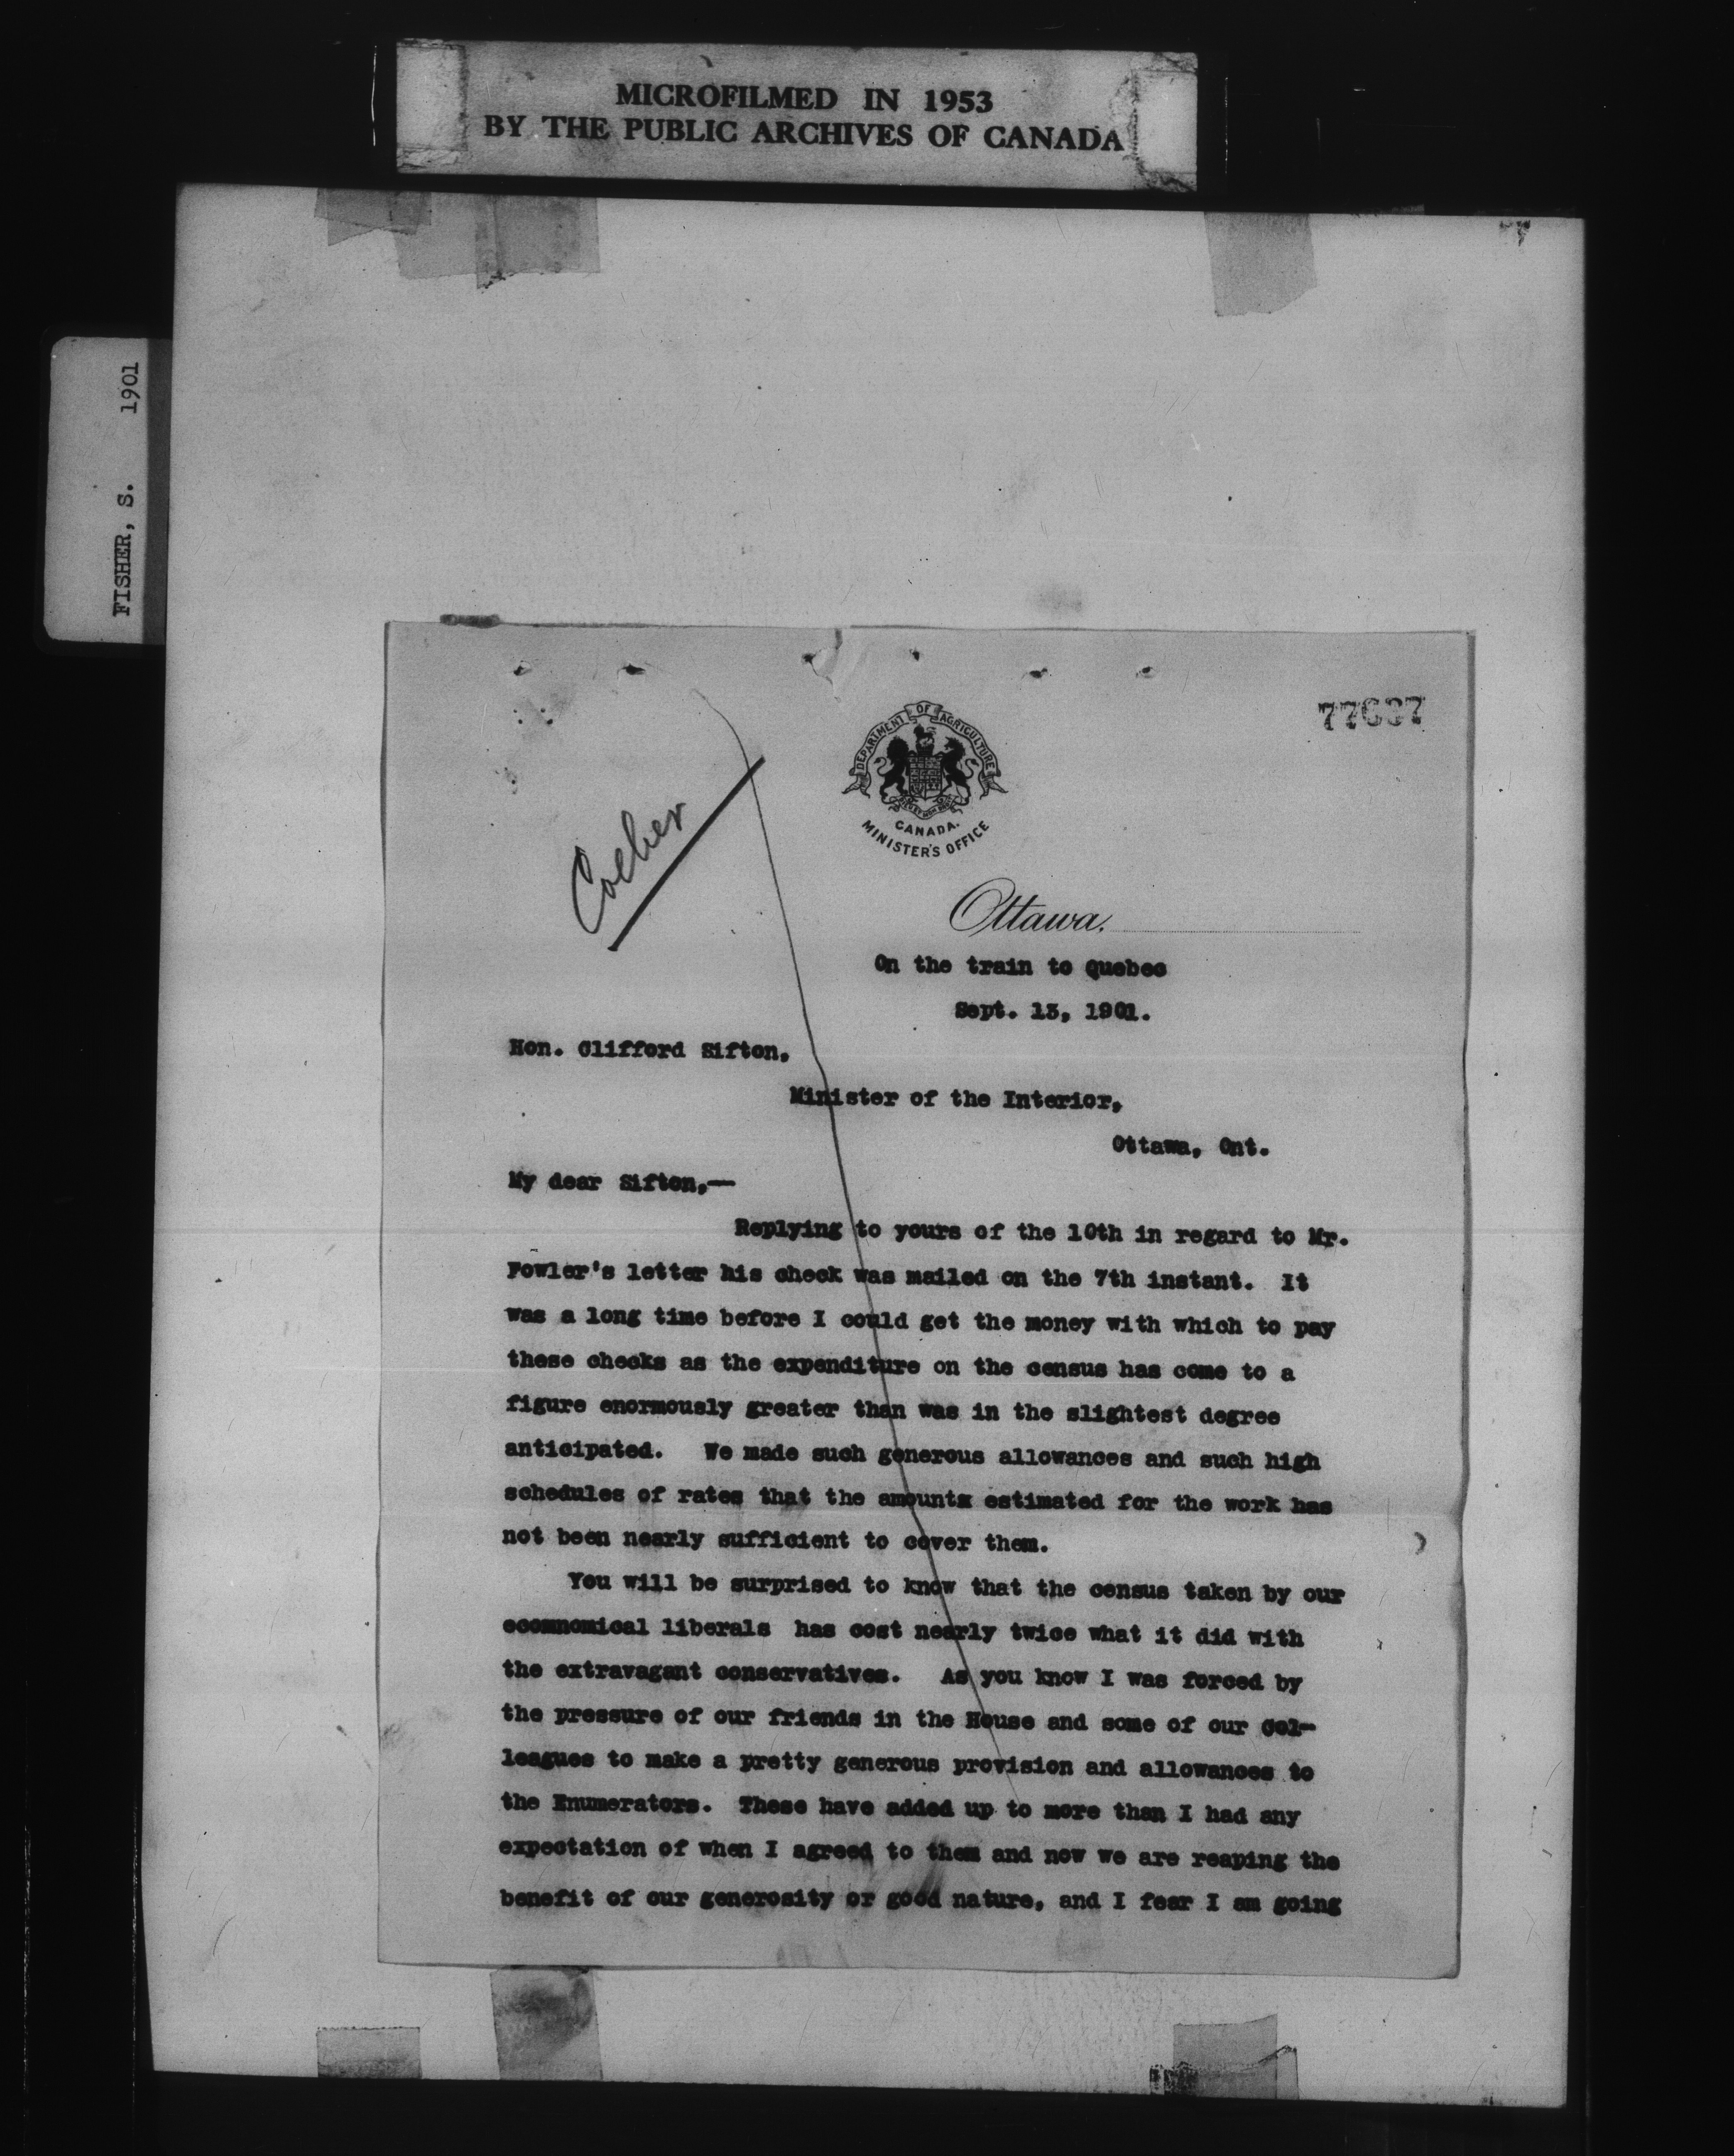 MICROFILMED IN 1953
BY THE PUBLIC ARCHIVES OF CANADA
FISHER, S. 1901
DEPARTMENT OF AGRICULTURE
CANADA.
MINISTER'S OFFICE
Ottawa.
On the train to Quebec
Sept. 13, 1901.
Hon. Clifford Sifton,
Minister of the Interior,
Ottawa, Ont.
My dear Sifton,—
Replying to yours of the 10th in regard to Mr.
Fowler's letter his check was mailed on the 7th instant. It
was a long time before I could get the money with which to pay
these checks as the expenditure on the census has come to a
figure enormously greater than was in the slightest degree
anticipated. We made such generous allowances and such high
schedules of rates that the amounts estimated for the work has
not been nearly sufficient to cover them.
You will be surprised to know that the census taken by our
ecomnomical liberals has cost nearly twice what it did with
the extravagant conservatives. As you know I was forced by
the pressure of our friends in the House and some of our Col-
leagues to make a pretty generous provision and allowances to
the Enumerators. These have added up to more than I had any
expectation of when I agreed to them and now we are reaping the
benefit of our generosity or good nature, and I fear I am going